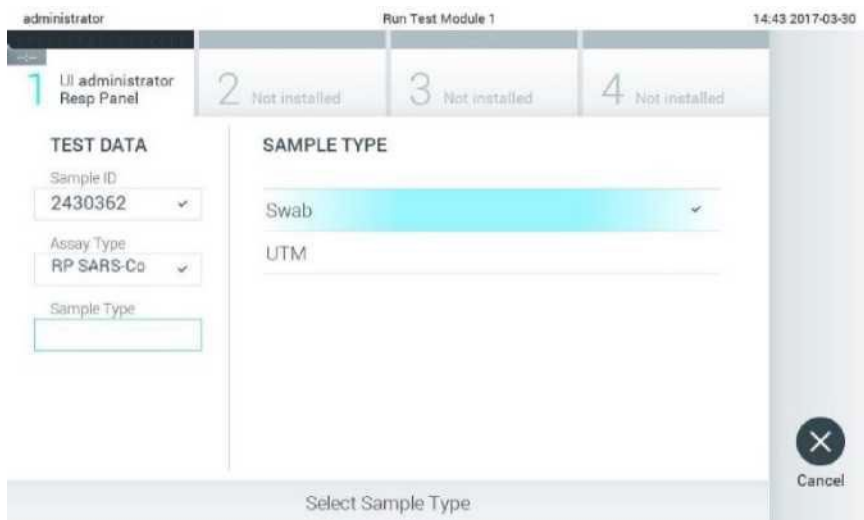 administrator
Run Test Module 1
14:43 2017-03-30
1 UI administrator
Resp Panel
2 Not installed
3 Not installed
4 Not installed
TEST DATA
Sample ID
2430362
Assay Type
RP SARS-Co
Sample Type
SAMPLE TYPE
Swab
UTM
Cancel
Select Sample Type